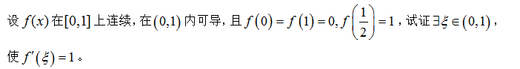 设 f(x)在[0,1]上连续,在(0,1)内可导,且 f(0)=f(1)=0, f(1/2)=1,试证∃ξ∈(0,1),
使 f′(ξ)=1。